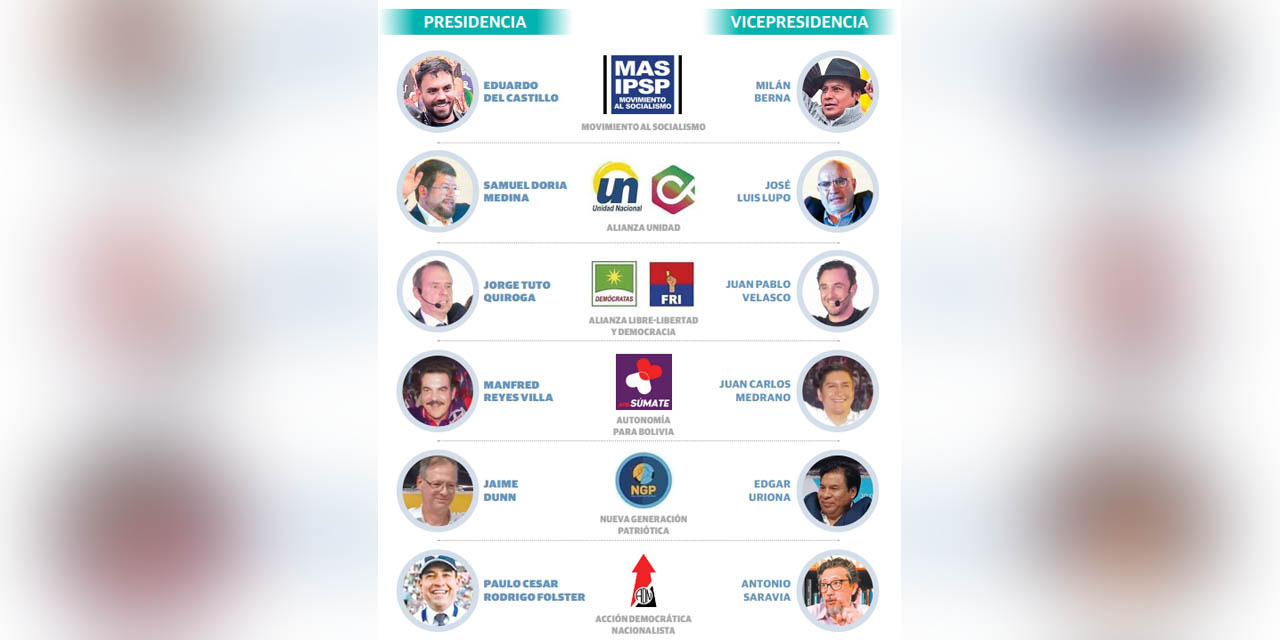 PRESIDENCIA
VICEPRESIDENCIA
EDUARDO
DEL CASTILLO
MAS
IPSP
MOVIMIENTO
AL SOCIALISMO
MOVIMIENTO AL SOCIALISMO
MILÁN
BERNA
SAMUEL DORIA
MEDINA
un
Unidad Nacional
ALIANZA UNIDAD
JOSÉ
LUIS LUPO
JORGE TUTO
QUIROGA
DEMÓCRATAS
FRI
ALIANZA LIBRE-LIBERTAD
Y DEMOCRACIA
JUAN PABLO
VELASCO
MANFRED
REYES VILLA
SÚMATE
AUTONOMÍA
PARA BOLIVIA
JUAN CARLOS
MEDRANO
JAIME
DUNN
NGP
NUEVA GENERACIÓN
PATRIÓTICA
EDGAR
URIONA
PAULO CESAR
RODRIGO FOLSTER
ADN
ACCIÓN DEMOCRÁTICA
NACIONALISTA
ANTONIO
SARAVIA